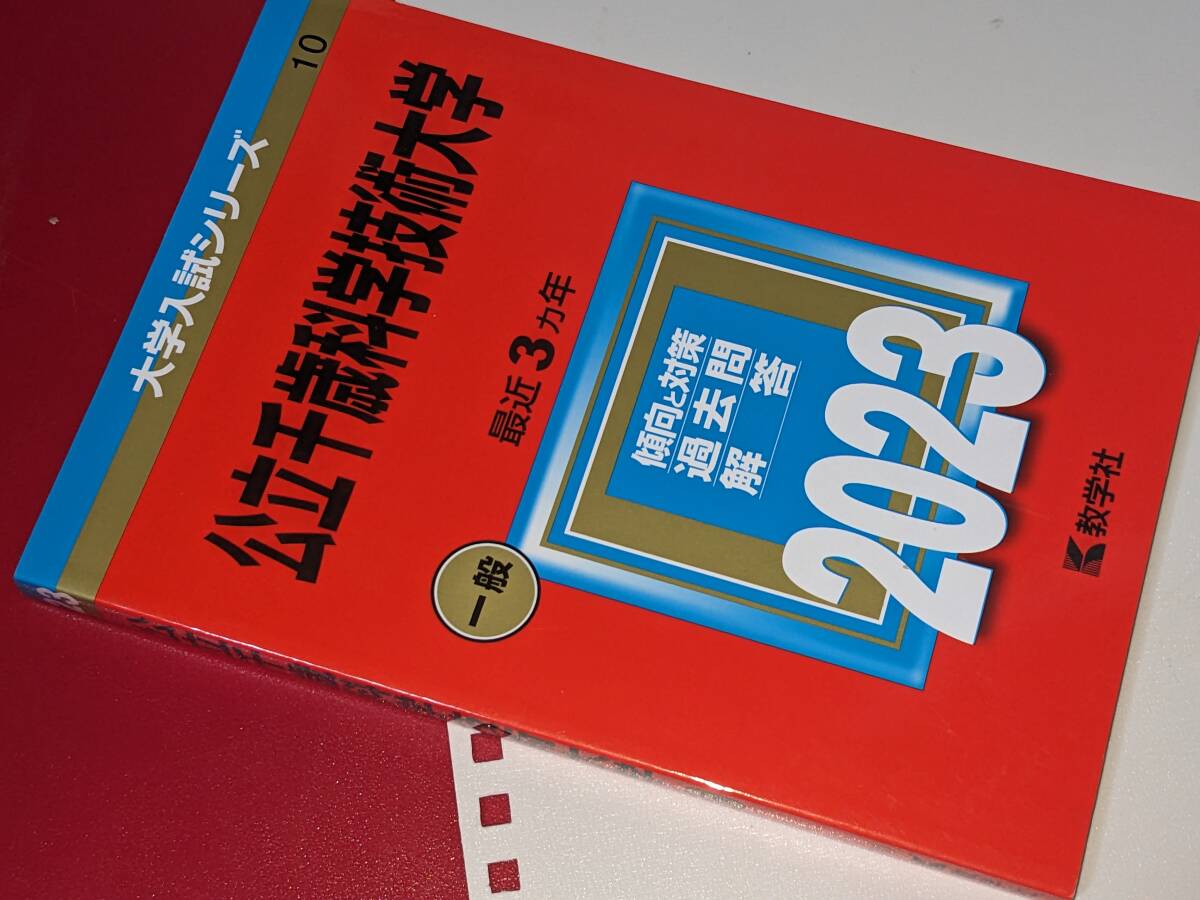 大学入試シリーズ
10
公立千歳科学技術大学
最近3ヵ年
傾向と対策
過去問
解答
2023
一般
教学社